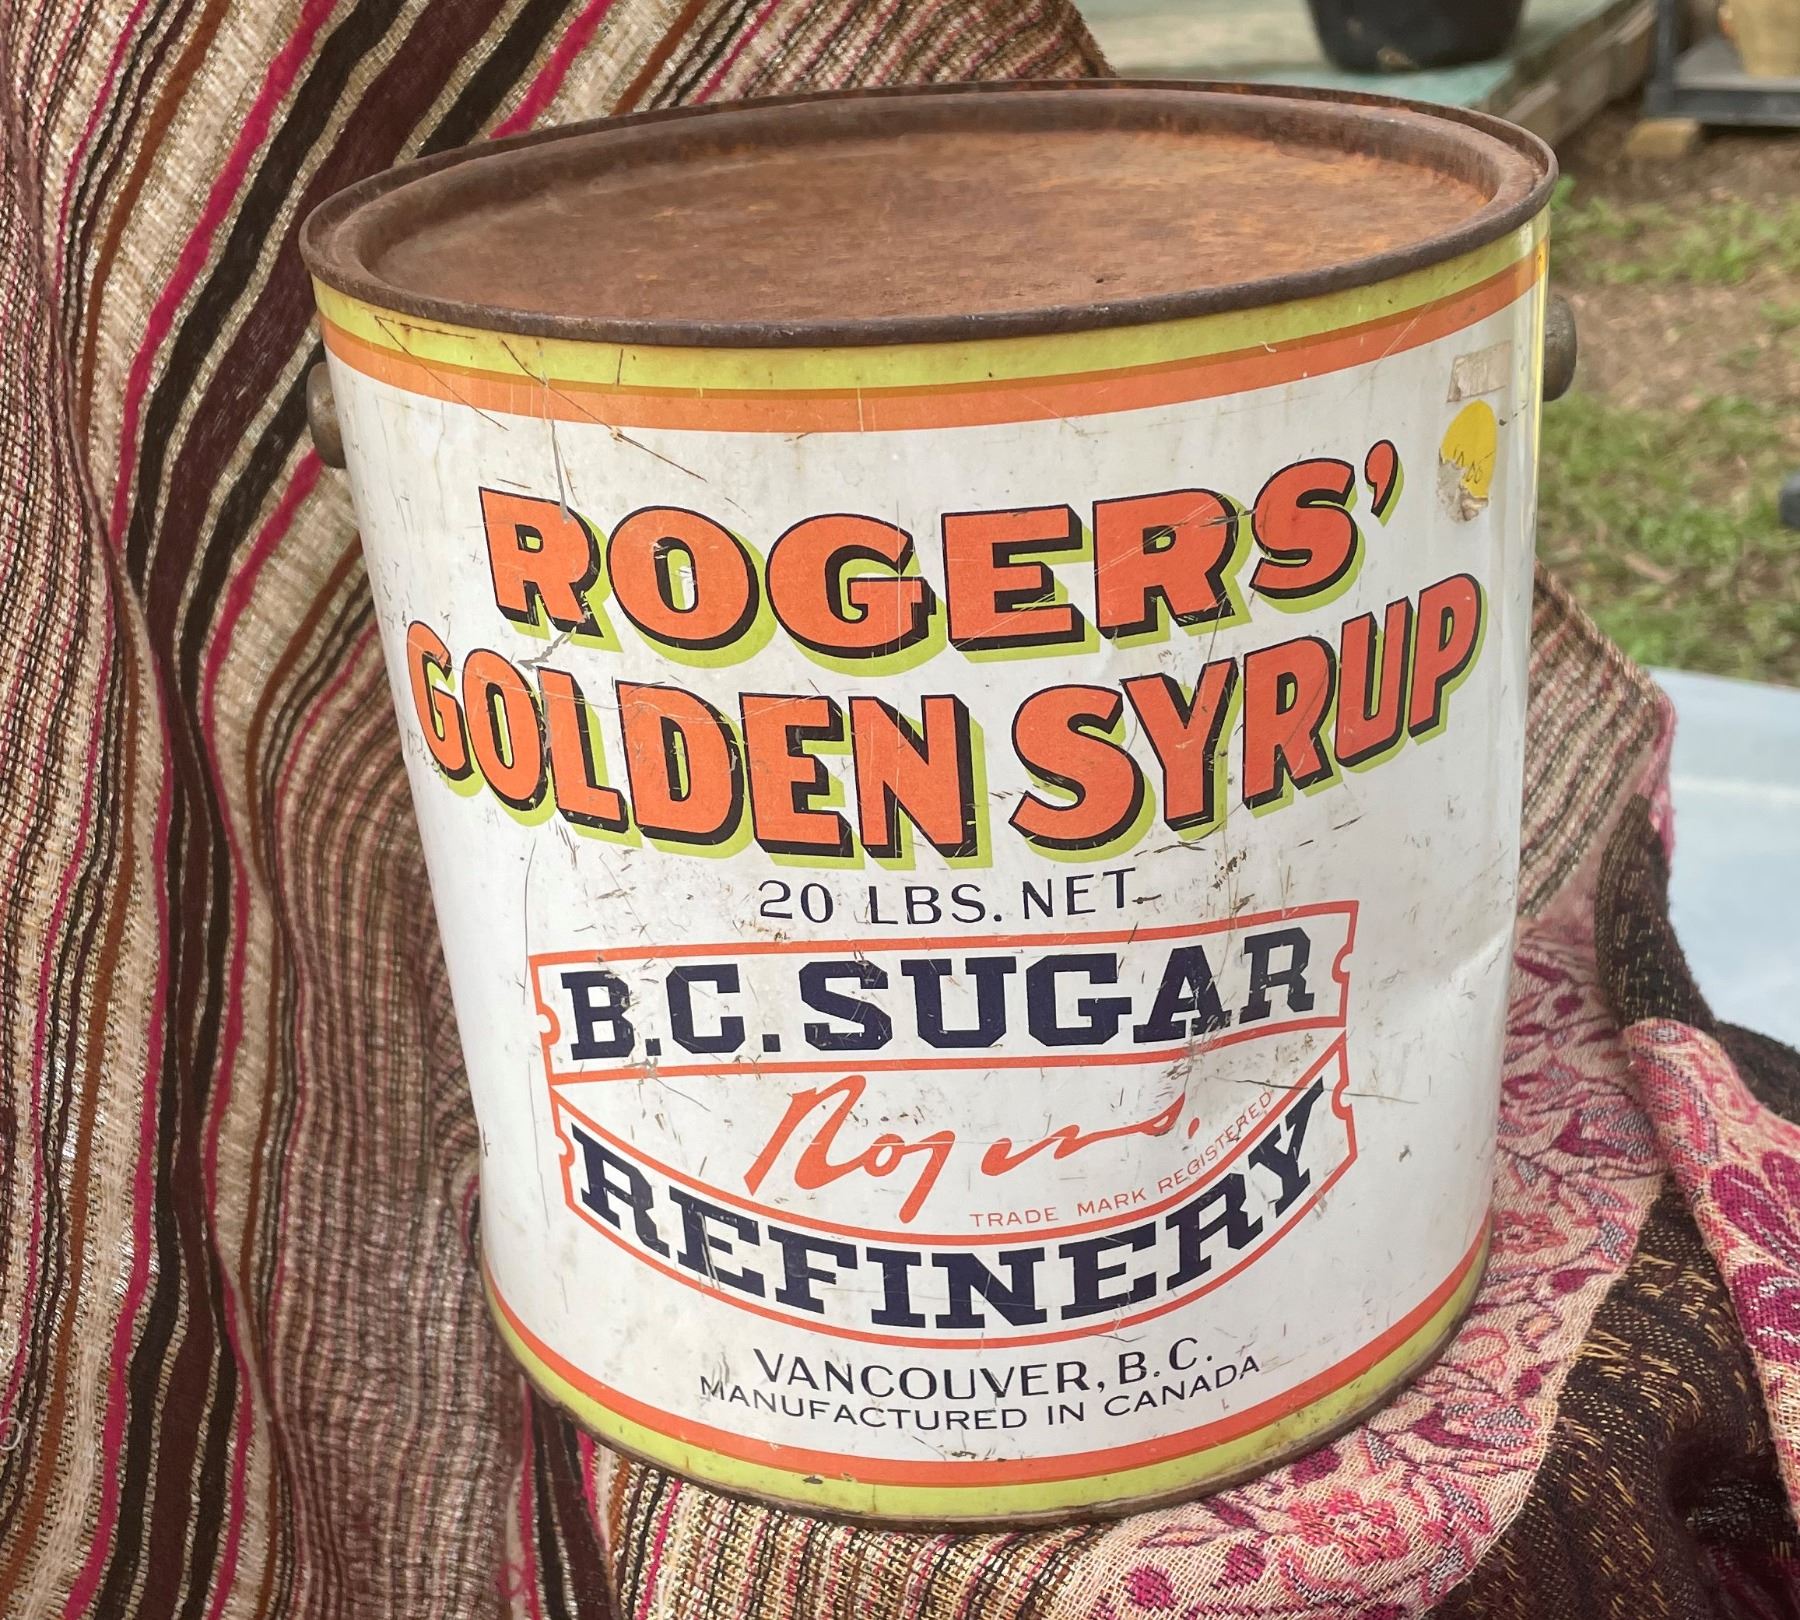 ROGERS'
GOLDEN SYRUP
20 LBS. NET
B.C. SUGAR
Rogers.
TRADE MARK REGISTERED
REFINERY
VANCOUVER, B.C.
MANUFACTURED IN CANADA